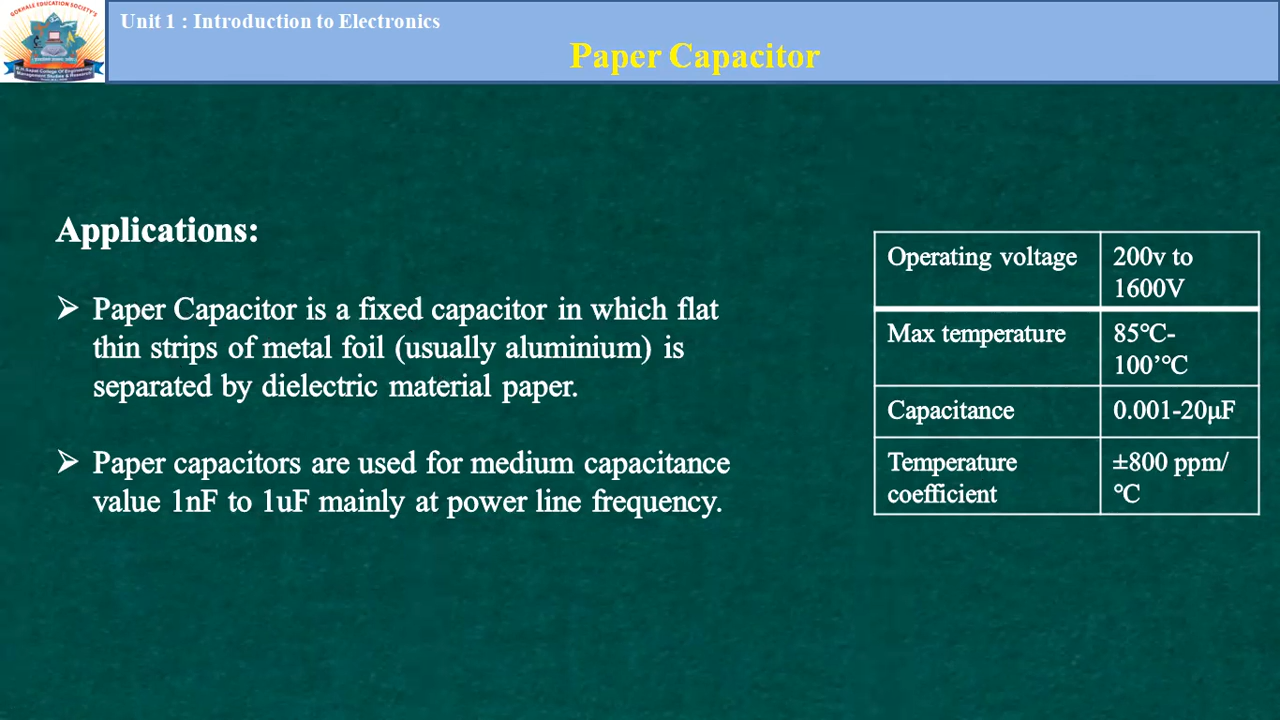 GOKHALE EDUCATION SOCIETY'S
Unit 1 : Introduction to Electronics
Paper Capacitor
Applications:
➢ Paper Capacitor is a fixed capacitor in which flat
thin strips of metal foil (usually aluminium) is
separated by dielectric material paper.
➢ Paper capacitors are used for medium capacitance
value 1nF to 1uF mainly at power line frequency.
Operating voltage 200v to
1600V
Max temperature 85℃-
100’℃
Capacitance 0.001-20µF
Temperature ±800 ppm/
coefficient ℃